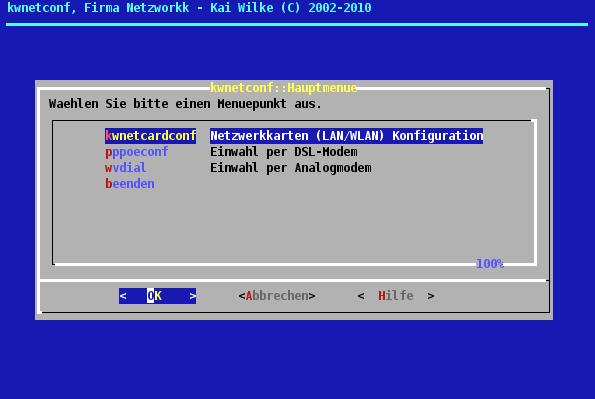 kwnetconf, Firma Netzworkk - Kai Wilke (C) 2002-2010
kwnetconf::Hauptmenue
Waehlen Sie bitte einen Menuepunkt aus.
kwnetcardconf Netzwerkkarten (LAN/WLAN) Konfiguration
pppoeconf Einwahl per DSL-Modem
wvdial Einwahl per Analogmodem
beenden
100%
< OK > <Abbrechen> < Hilfe >